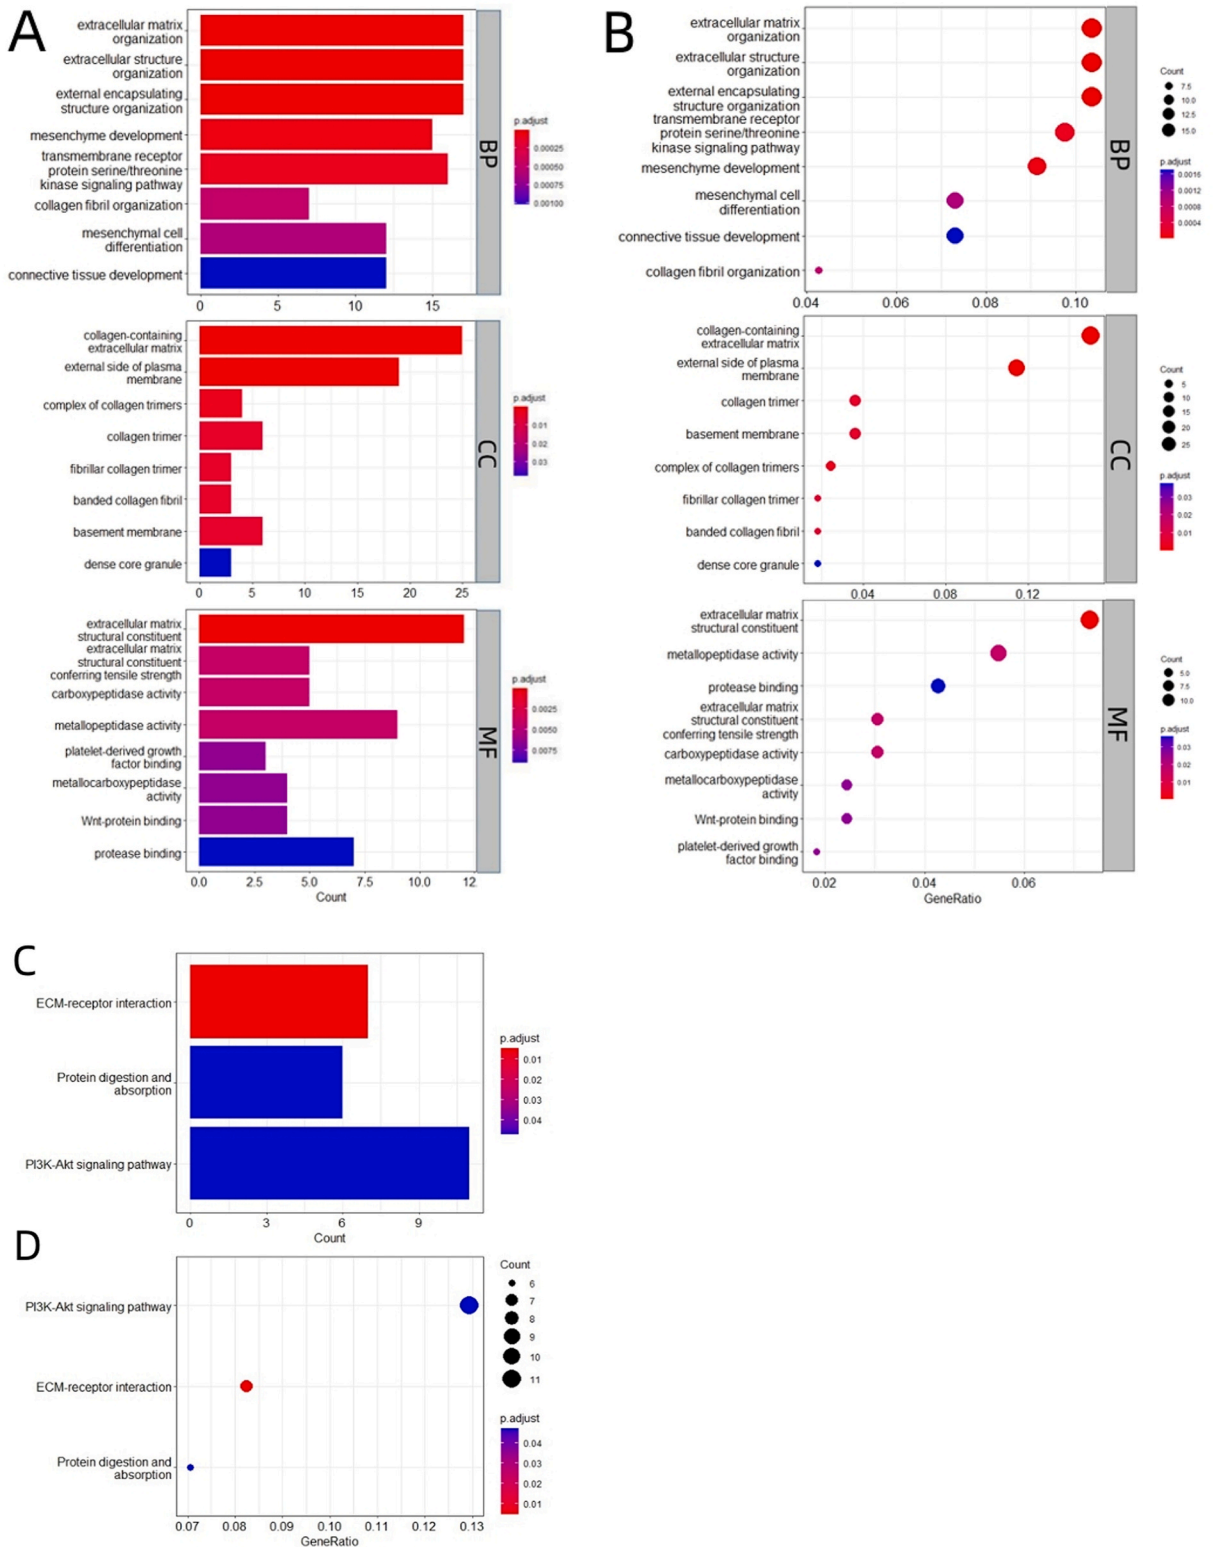 A
extracellular matrix
organization
extracellular structure
organization
external encapsulating
structure organization
mesenchyme development
transmembrane receptor
protein serine/threonine
kinase signaling pathway
collagen fibril organization
mesenchymal cell
differentiation
connective tissue development
0 5 10 15
BP
p.adjust
0.00025
0.00050
0.00075
0.00100
collagen-containing
extracellular matrix
external side of plasma
membrane
complex of collagen trimers
collagen trimer
fibrillar collagen trimer
banded collagen fibril
basement membrane
dense core granule
0 5 10 15 20 25
CC
p.adjust
0.01
0.02
0.03
extracellular matrix
structural constituent
extracellular matrix
structural constituent
conferring tensile strength
carboxypeptidase activity
metallopeptidase activity
platelet-derived growth
factor binding
metallocarboxypeptidase
activity
Wnt-protein binding
protease binding
0.0 2.5 5.0 7.5 10.0 12
Count
MF
p.adjust
0.0025
0.0050
0.0075
B
extracellular matrix
organization
extracellular structure
organization
external encapsulating
structure organization
transmembrane receptor
protein serine/threonine
kinase signaling pathway
mesenchyme development
mesenchymal cell
differentiation
connective tissue development
collagen fibril organization
0.04 0.06 0.08 0.10
BP
Count
7.5
10.0
12.5
15.0
p.adjust
0.0016
0.0012
0.0008
0.0004
collagen-containing
extracellular matrix
external side of plasma
membrane
collagen trimer
basement membrane
complex of collagen trimers
fibrillar collagen trimer
banded collagen fibril
dense core granule
0.04 0.08 0.12
CC
Count
5
10
15
20
25
p.adjust
0.03
0.02
0.01
extracellular matrix
structural constituent
metallopeptidase activity
protease binding
extracellular matrix
structural constituent
conferring tensile strength
carboxypeptidase activity
metallocarboxypeptidase
activity
Wnt-protein binding
platelet-derived growth
factor binding
0.02 0.04 0.06
GeneRatio
MF
Count
5.0
7.5
10.0
p.adjust
0.03
0.02
0.01
C
ECM-receptor interaction
Protein digestion and
absorption
PI3K-Akt signaling pathway
0 3 6 9
Count
p.adjust
0.01
0.02
0.03
0.04
D
PI3K-Akt signaling pathway
ECM-receptor interaction
Protein digestion and
absorption
0.07 0.08 0.09 0.10 0.11 0.12 0.13
GeneRatio
Count
6
7
8
9
10
11
p.adjust
0.04
0.03
0.02
0.01